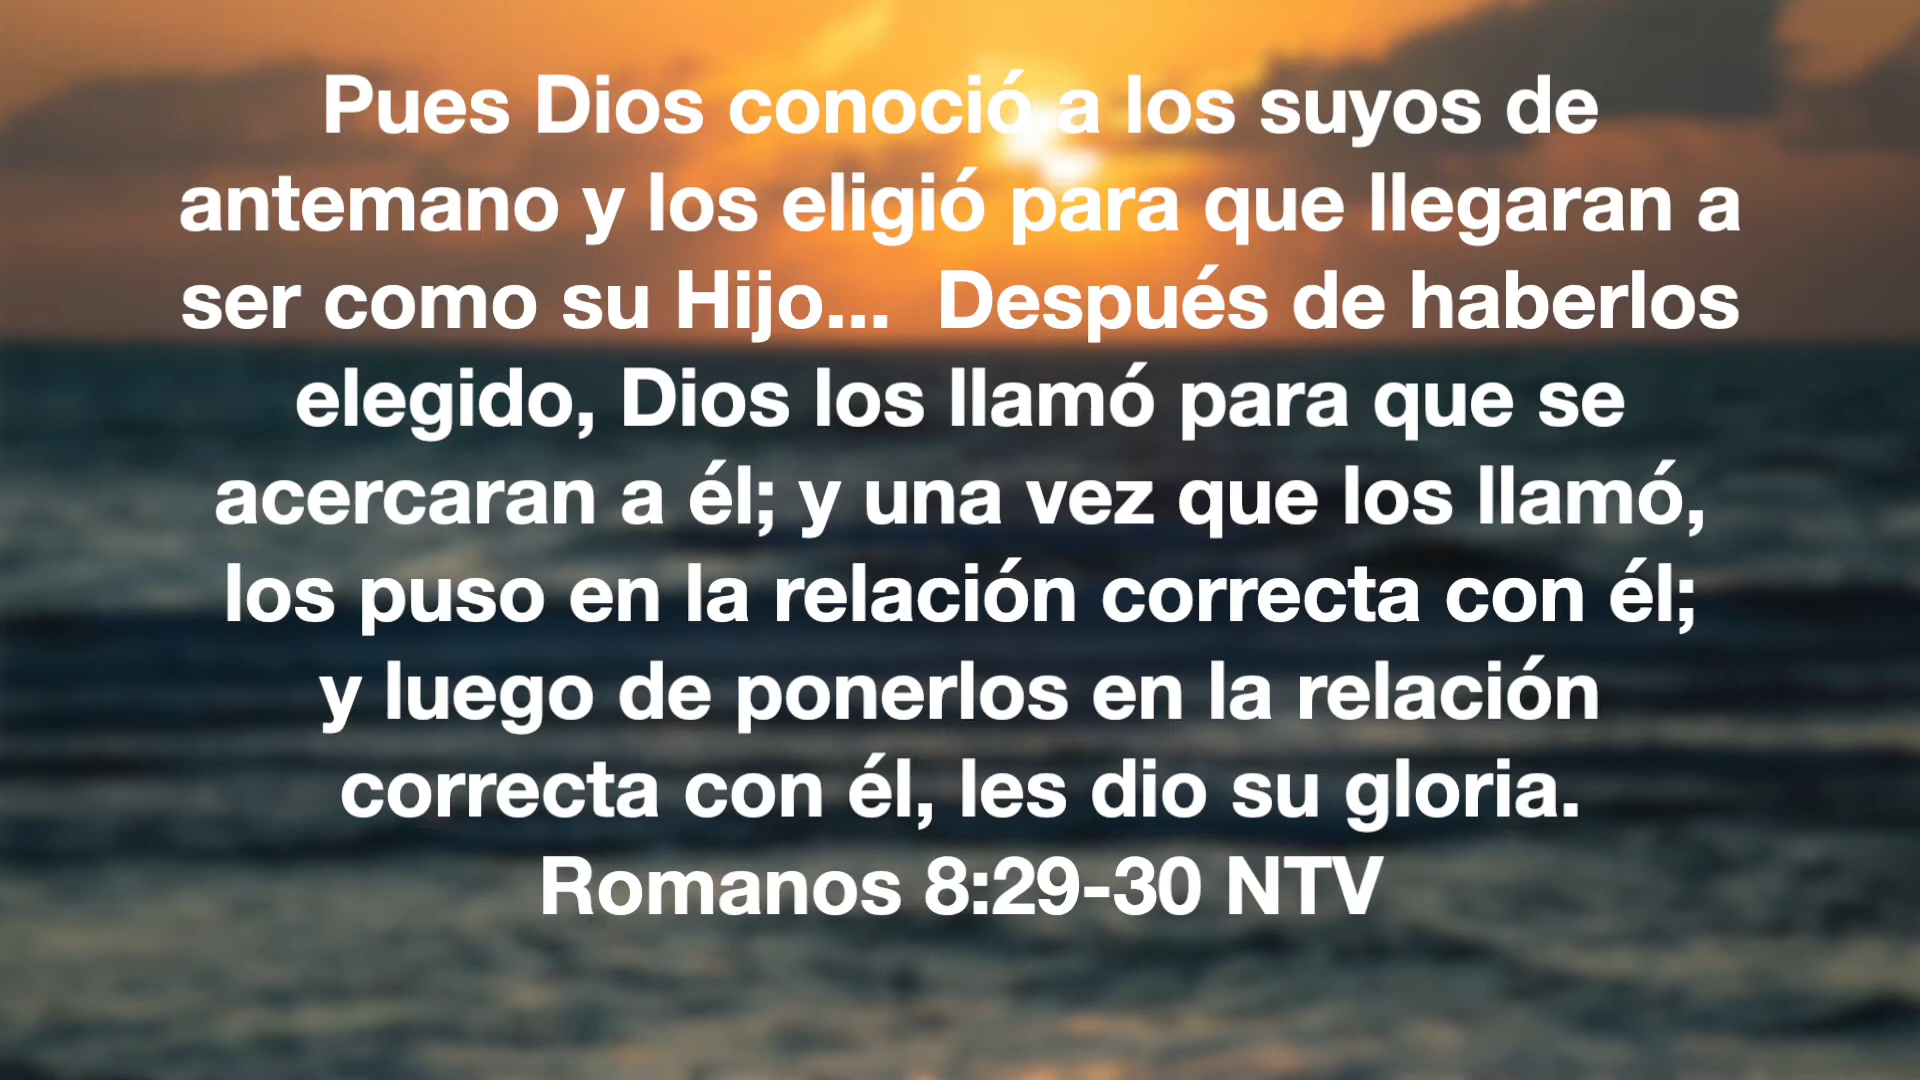 Pues Dios conoció a los suyos de
antemano y los eligió para que llegaran a
ser como su Hijo...  Después de haberlos
elegido, Dios los llamó para que se
acercaran a él; y una vez que los llamó,
los puso en la relación correcta con él;
y luego de ponerlos en la relación
correcta con él, les dio su gloria.
Romanos 8:29-30 NTV